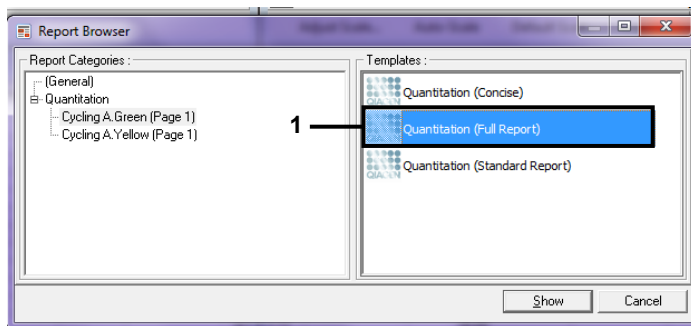 Report Browser
Report Categories :
(General)
Quantitation
Cycling A.Green (Page 1)
Cycling A.Yellow (Page 1)
1
Templates :
Quantitation (Concise)
Quantitation (Full Report)
Quantitation (Standard Report)
Show
Cancel